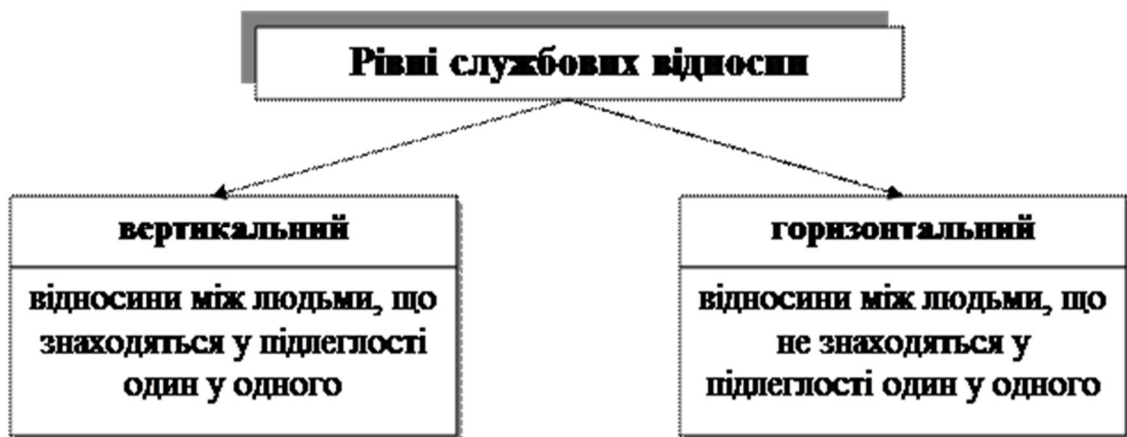 Рівні службових відносин
вертикальний
відносини між людьми, що
знаходяться у підлеглості
один у одного
горизонтальний
відносини між людьми, що
не знаходяться у
підлеглості один у одного